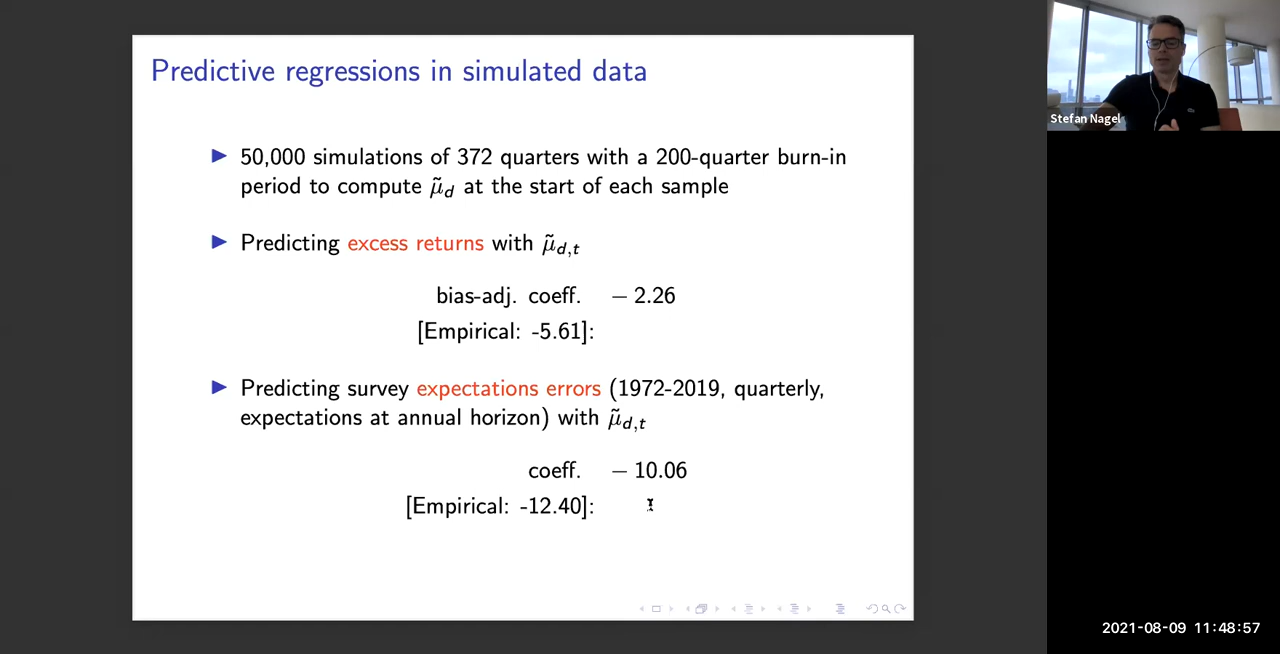 Predictive regressions in simulated data
50,000 simulations of 372 quarters with a 200-quarter burn-in
period to compute μ̃_d at the start of each sample
Predicting excess returns with μ̃_{d,t}
bias-adj. coeff. − 2.26
[Empirical: -5.61]:
Predicting survey expectations errors (1972-2019, quarterly,
expectations at annual horizon) with μ̃_{d,t}
coeff. − 10.06
[Empirical: -12.40]:
Stefan Nagel
2021-08-09 11:48:57